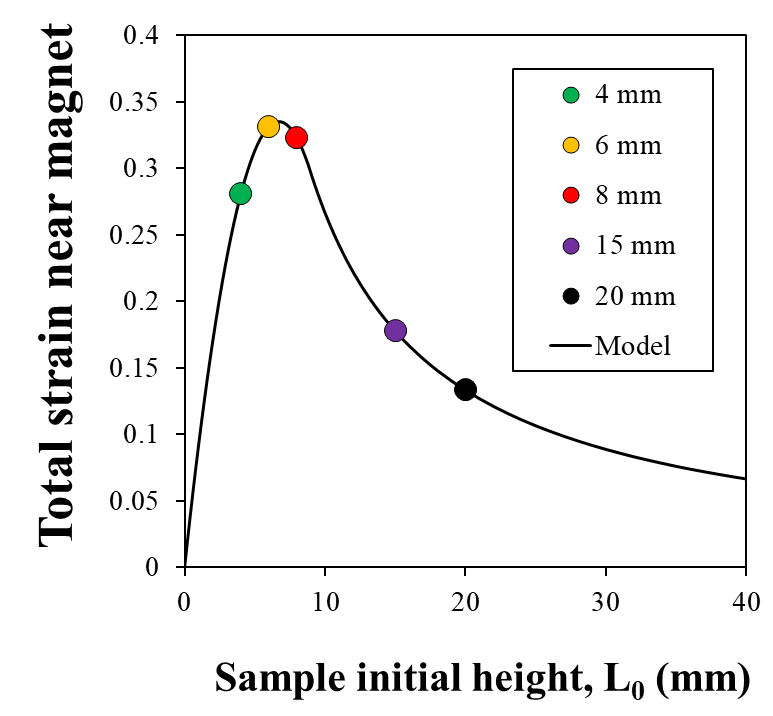 Total strain near magnet
0.4
0.35
0.3
0.25
0.2
0.15
0.1
0.05
0
0
10
20
30
40
4 mm
6 mm
8 mm
15 mm
20 mm
Model
Sample initial height, L₀ (mm)